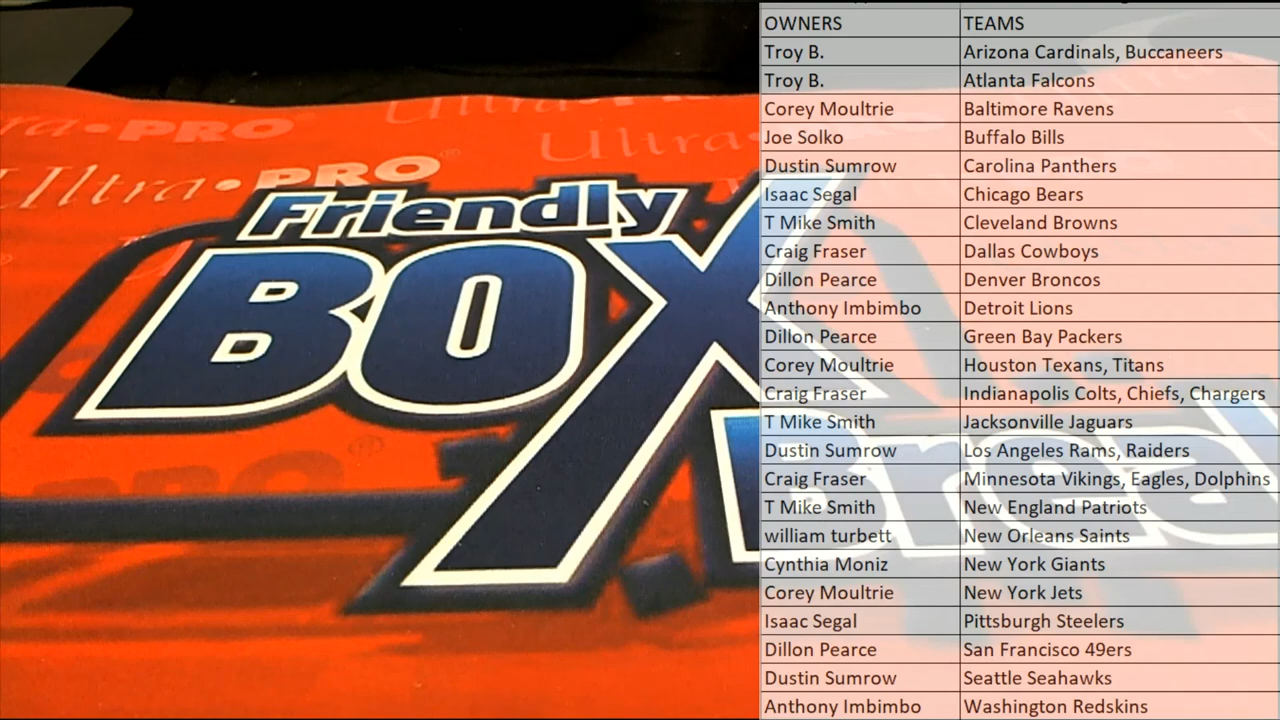 Ultra•PRO
Ultra•PRO
Ultra
Friendly
BOX
Break
OWNERS TEAMS
Troy B. Arizona Cardinals, Buccaneers
Troy B. Atlanta Falcons
Corey Moultrie Baltimore Ravens
Joe Solko Buffalo Bills
Dustin Sumrow Carolina Panthers
Isaac Segal Chicago Bears
T Mike Smith Cleveland Browns
Craig Fraser Dallas Cowboys
Dillon Pearce Denver Broncos
Anthony Imbimbo Detroit Lions
Dillon Pearce Green Bay Packers
Corey Moultrie Houston Texans, Titans
Craig Fraser Indianapolis Colts, Chiefs, Chargers
T Mike Smith Jacksonville Jaguars
Dustin Sumrow Los Angeles Rams, Raiders
Craig Fraser Minnesota Vikings, Eagles, Dolphins
T Mike Smith New England Patriots
william turbett New Orleans Saints
Cynthia Moniz New York Giants
Corey Moultrie New York Jets
Isaac Segal Pittsburgh Steelers
Dillon Pearce San Francisco 49ers
Dustin Sumrow Seattle Seahawks
Anthony Imbimbo Washington Redskins